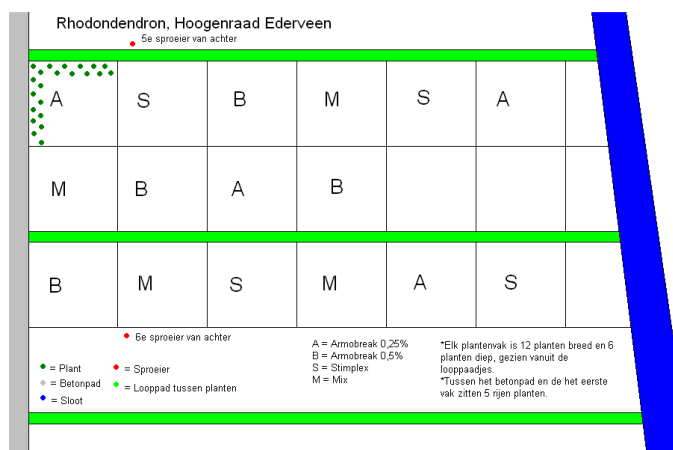 Rhodondendron, Hoogenraad Ederveen
5e sproeier van achter
A S B M S A
M B A B
B M S M A S
6e sproeier van achter
= Plant
= Betonpad
= Sloot
= Sproeier
= Looppad tussen planten
A = Armobreak 0,25%
B = Armobreak 0,5%
S = Stimplex
M = Mix
*Elk plantenvak is 12 planten breed en 6
planten diep, gezien vanuit de
looppaadjes.
*Tussen het betonpad en de het eerste
vak zitten 5 rijen planten.